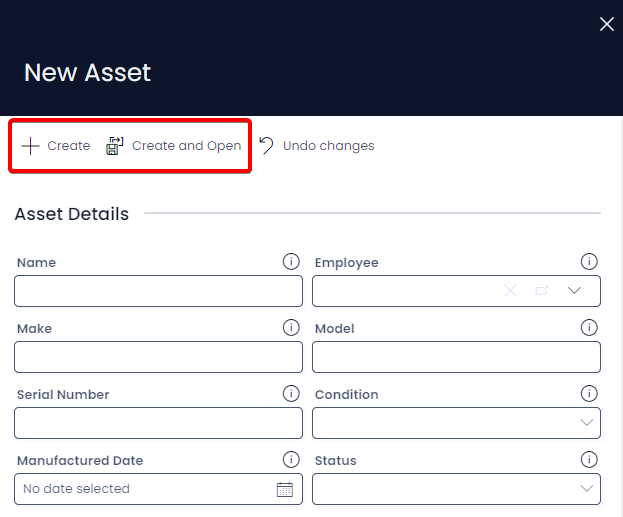 New Asset
Create Create and Open Undo changes
Asset Details
Name Employee
Make Model
Serial Number Condition
Manufactured Date Status
No date selected